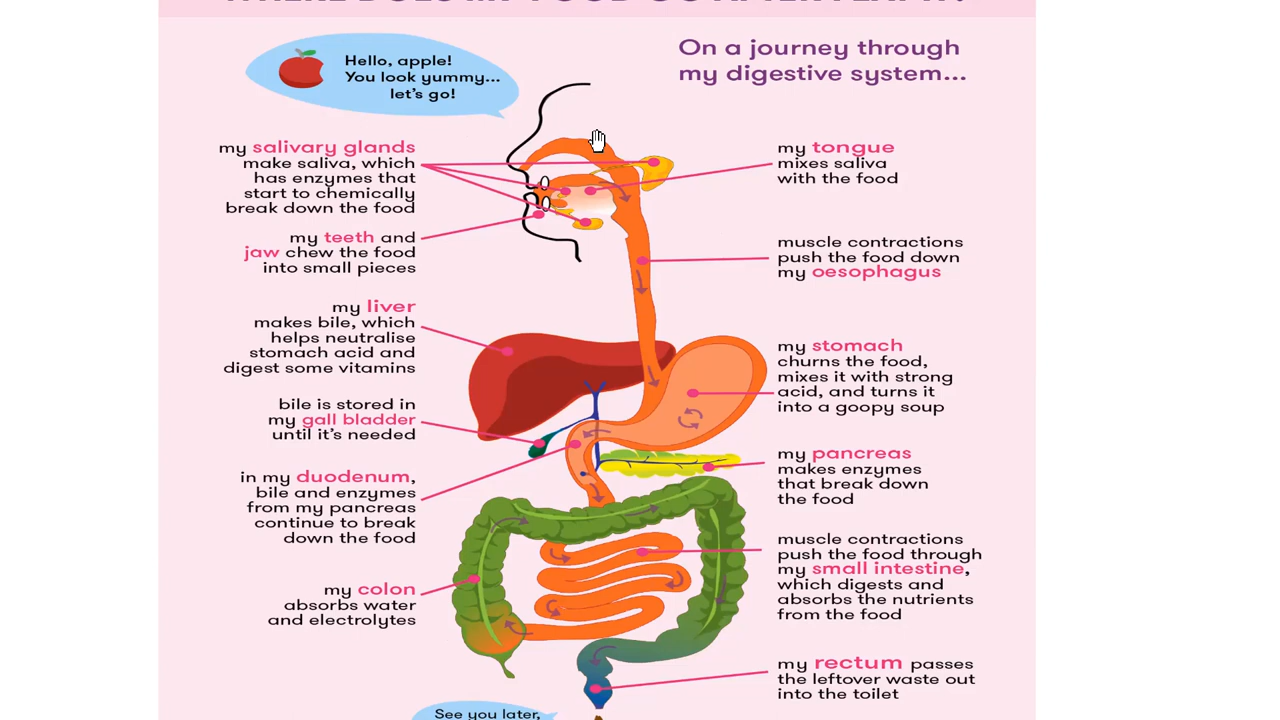 Hello, apple!
You look yummy...
let's go!
On a journey through
my digestive system...
my salivary glands
make saliva, which
has enzymes that
start to chemically
break down the food
my teeth and
jaw chew the food
into small pieces
my liver
makes bile, which
helps neutralise
stomach acid and
digest some vitamins
bile is stored in
my gall bladder
until it's needed
in my duodenum,
bile and enzymes
from my pancreas
continue to break
down the food
my colon
absorbs water
and electrolytes
my tongue
mixes saliva
with the food
muscle contractions
push the food down
my oesophagus
my stomach
churns the food,
mixes it with strong
acid, and turns it
into a goopy soup
my pancreas
makes enzymes
that break down
the food
muscle contractions
push the food through
my small intestine,
which digests and
absorbs the nutrients
from the food
my rectum passes
the leftover waste out
into the toilet
See you later,